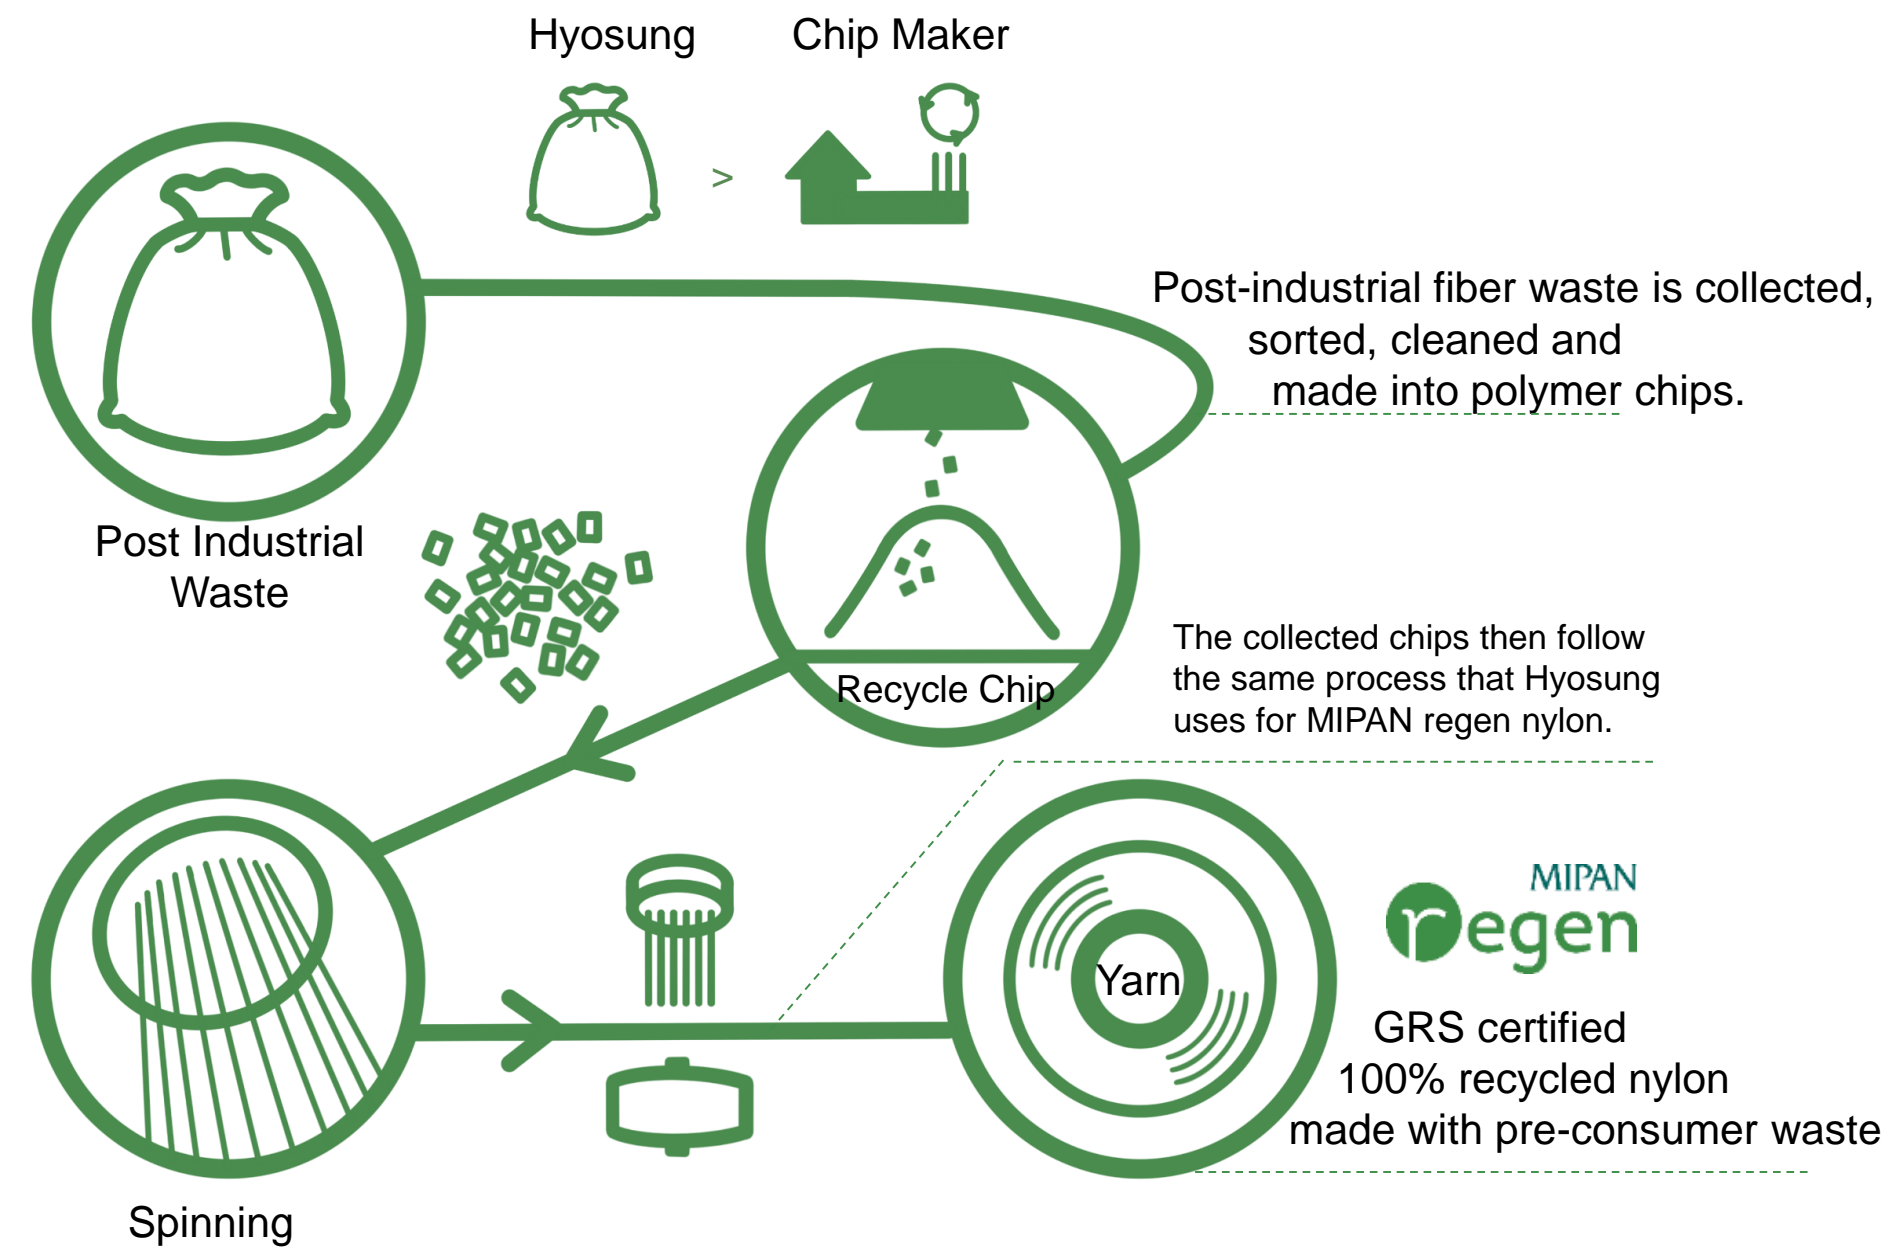 Hyosung
Chip Maker
>
Post-industrial fiber waste is collected,
sorted, cleaned and
made into polymer chips.
Post Industrial
Waste
Recycle Chip
The collected chips then follow
the same process that Hyosung
uses for MIPAN regen nylon.
MIPAN
regen
Yarn
GRS certified
100% recycled nylon
made with pre-consumer waste
Spinning